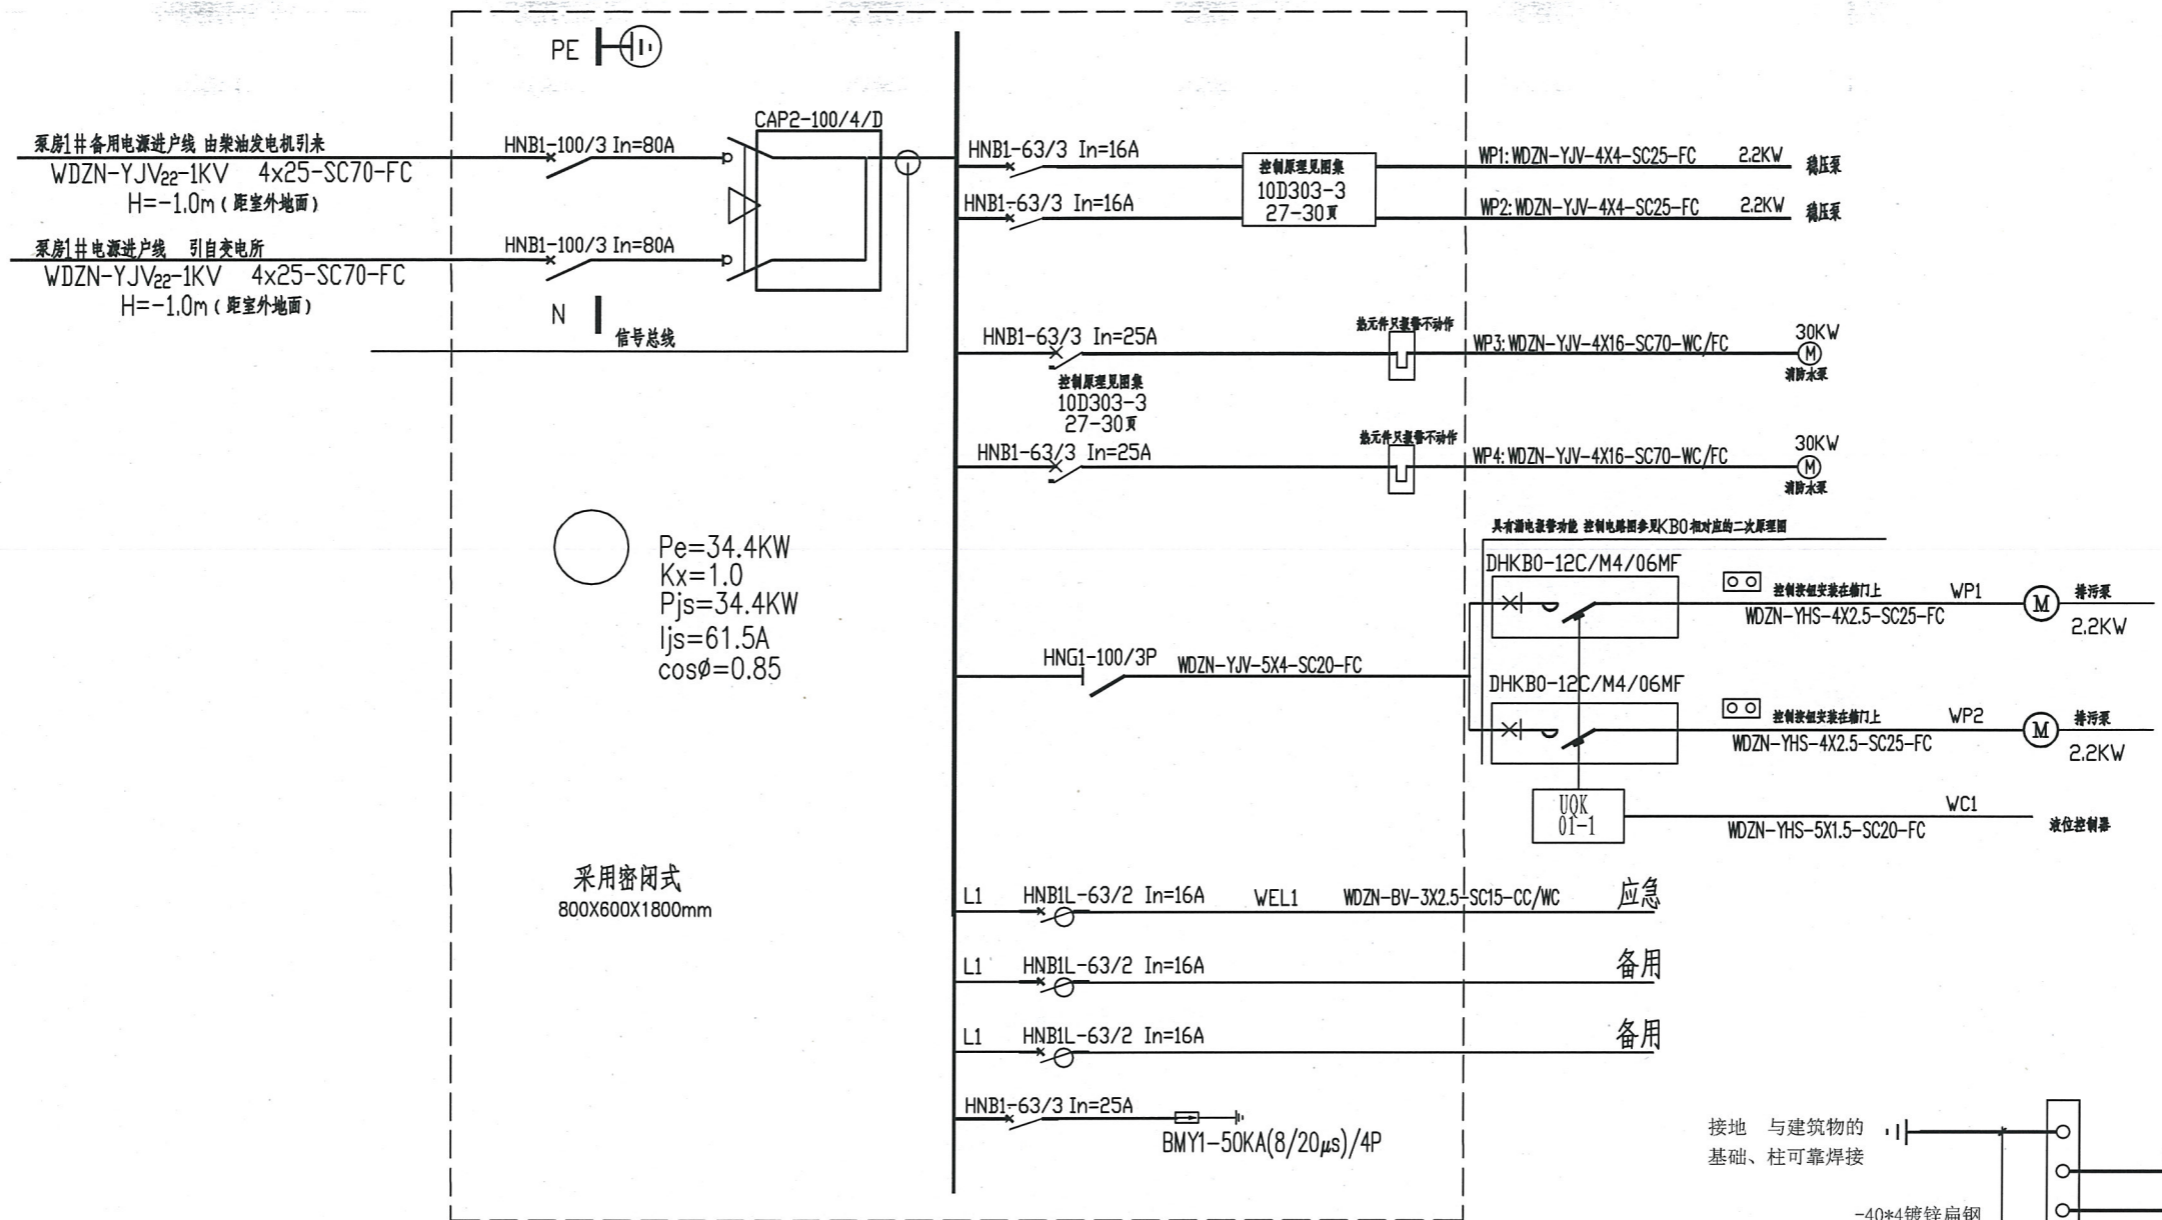 PE
CAP2-100/4/D
泵房1#备用电源进户线 由柴油发电机引来
WDZN-YJV22-1KV 4x25-SC70-FC
H=-1.0m(距室外地面)
HNB1-100/3 In=80A
泵房1#电源进户线 引自变电所
WDZN-YJV22-1KV 4x25-SC70-FC
H=-1.0m(距室外地面)
HNB1-100/3 In=80A
N
信号总线
HNB1-63/3 In=16A
HNB1-63/3 In=16A
控制原理见图集
10D303-3
27-30页
WP1:WDZN-YJV-4X4-SC25-FC 2.2KW 稳压泵
WP2:WDZN-YJV-4X4-SC25-FC 2.2KW 稳压泵
HNB1-63/3 In=25A
热元件只报警不动作
WP3:WDZN-YJV-4X16-SC70-WC/FC
30KW
M
消防水泵
控制原理见图集
10D303-3
27-30页
HNB1-63/3 In=25A
热元件只报警不动作
WP4:WDZN-YJV-4X16-SC70-WC/FC
30KW
M
消防水泵
Pe=34.4KW
Kx=1.0
Pjs=34.4KW
Ijs=61.5A
cosø=0.85
具有漏电报警功能 控制电路图参见KB0相对应的二次原理图
DHKB0-12C/M4/06MF
控制按钮安装在箱门上
WP1
WDZN-YHS-4X2.5-SC25-FC
M
排污泵
2.2KW
HNG1-100/3P
WDZN-YJV-5X4-SC20-FC
DHKB0-12C/M4/06MF
控制按钮安装在箱门上
WP2
WDZN-YHS-4X2.5-SC25-FC
M
排污泵
2.2KW
UQK
01-1
WC1
WDZN-YHS-5X1.5-SC20-FC
液位控制器
采用密闭式
800X600X1800mm
L1 HNB1L-63/2 In=16A WEL1 WDZN-BV-3X2.5-SC15-CC/WC 应急
L1 HNB1L-63/2 In=16A 备用
L1 HNB1L-63/2 In=16A 备用
HNB1-63/3 In=25A
BMY1-50KA(8/20μs)/4P
接地 与建筑物的
基础、柱可靠焊接
-40*4镀锌扁钢